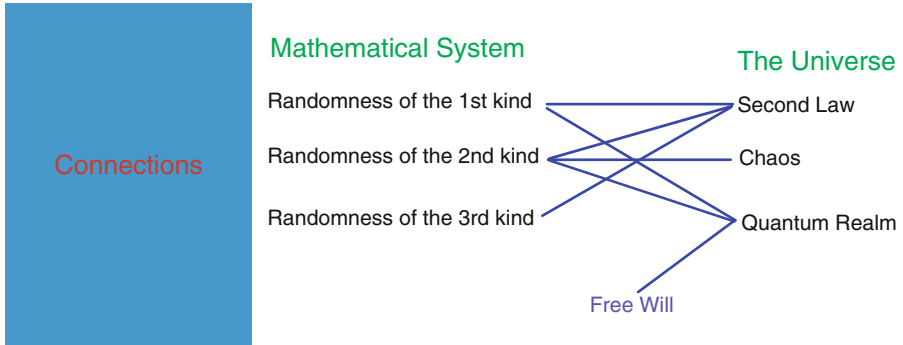 Connections
Mathematical System
The Universe
Randomness of the 1st kind
Second Law
Randomness of the 2nd kind
Chaos
Randomness of the 3rd kind
Quantum Realm
Free Will